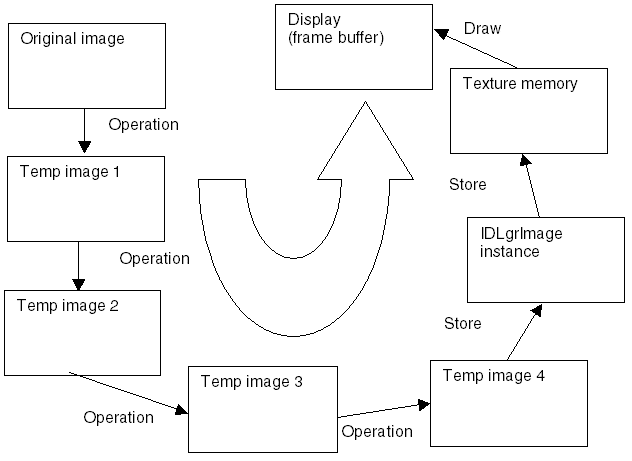 Original image
Operation
Temp image 1
Operation
Temp image 2
Operation
Temp image 3
Operation
Temp image 4
Store
IDLgrImage
instance
Store
Texture memory
Draw
Display
(frame buffer)